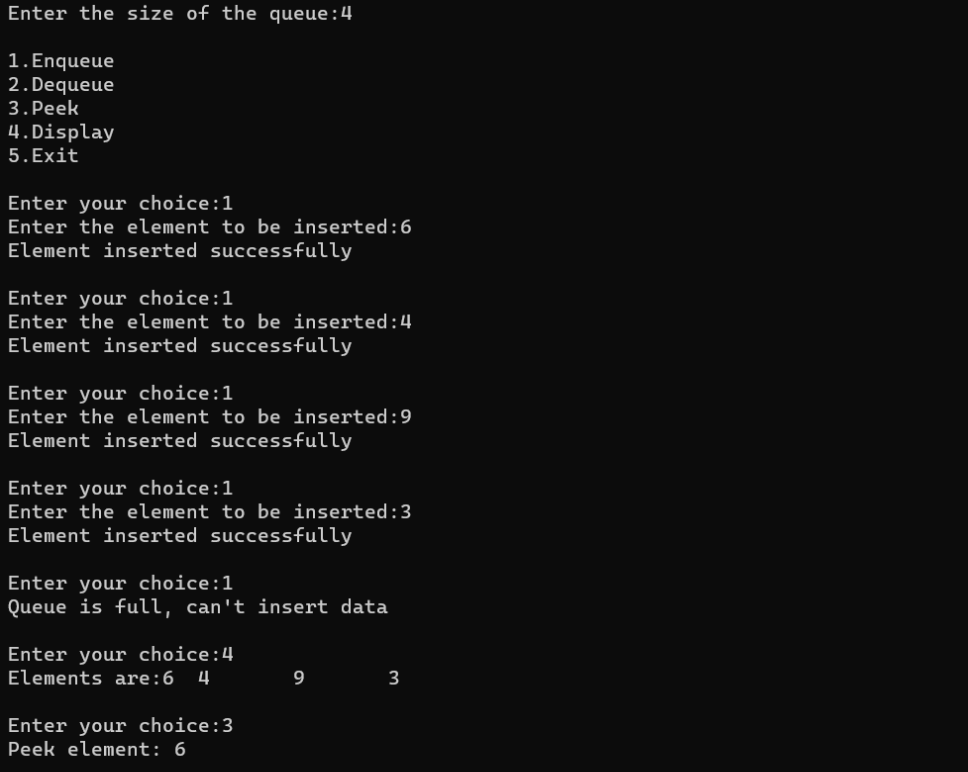 Enter the size of the queue:4
1.Enqueue
2.Dequeue
3.Peek
4.Display
5.Exit
Enter your choice:1
Enter the element to be inserted:6
Element inserted successfully
Enter your choice:1
Enter the element to be inserted:4
Element inserted successfully
Enter your choice:1
Enter the element to be inserted:9
Element inserted successfully
Enter your choice:1
Enter the element to be inserted:3
Element inserted successfully
Enter your choice:1
Queue is full, can't insert data
Enter your choice:4
Elements are:6  4       9       3
Enter your choice:3
Peek element: 6